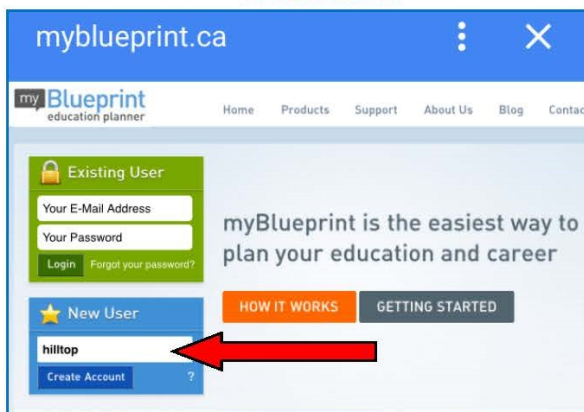 myblueprint.ca
my Blueprint
education planner
Home Products Support About Us Blog Contac
Existing User
Your E-Mail Address
Your Password
Login Forgot your password?
myBlueprint is the easiest way to
plan your education and career
HOW IT WORKS GETTING STARTED
New User
hilltop
Create Account ?